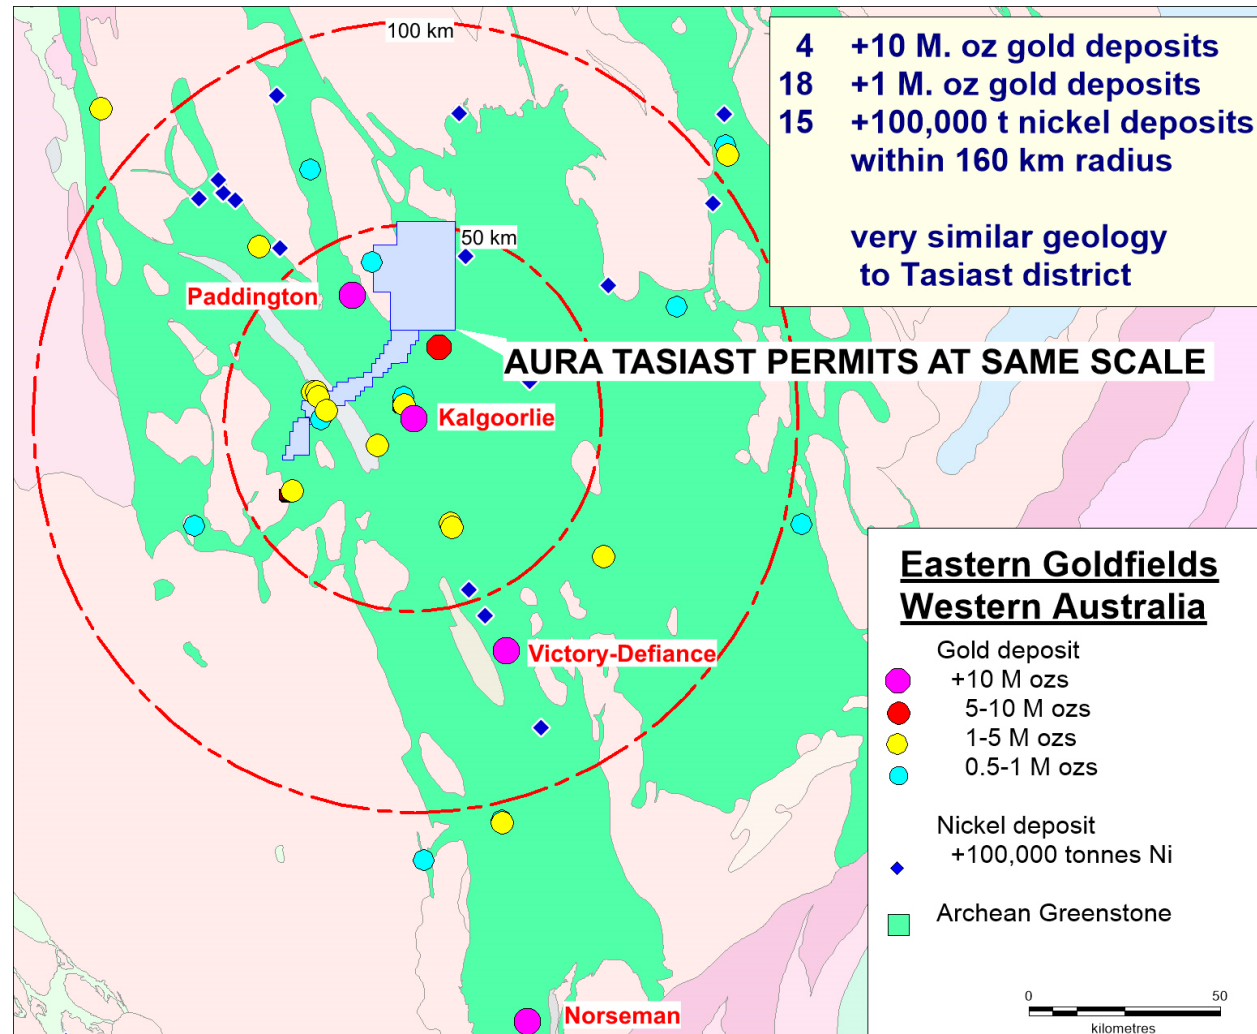 100 km
4 +10 M. oz gold deposits
18 +1 M. oz gold deposits
15 +100,000 t nickel deposits
within 160 km radius
very similar geology
to Tasiast district
50 km
Paddington
AURA TASIAST PERMITS AT SAME SCALE
Kalgoorlie
Victory-Defiance
Norseman
Eastern Goldfields
Western Australia
Gold deposit
+10 M ozs
5-10 M ozs
1-5 M ozs
0.5-1 M ozs
Nickel deposit
+100,000 tonnes Ni
Archean Greenstone
0 50
kilometres